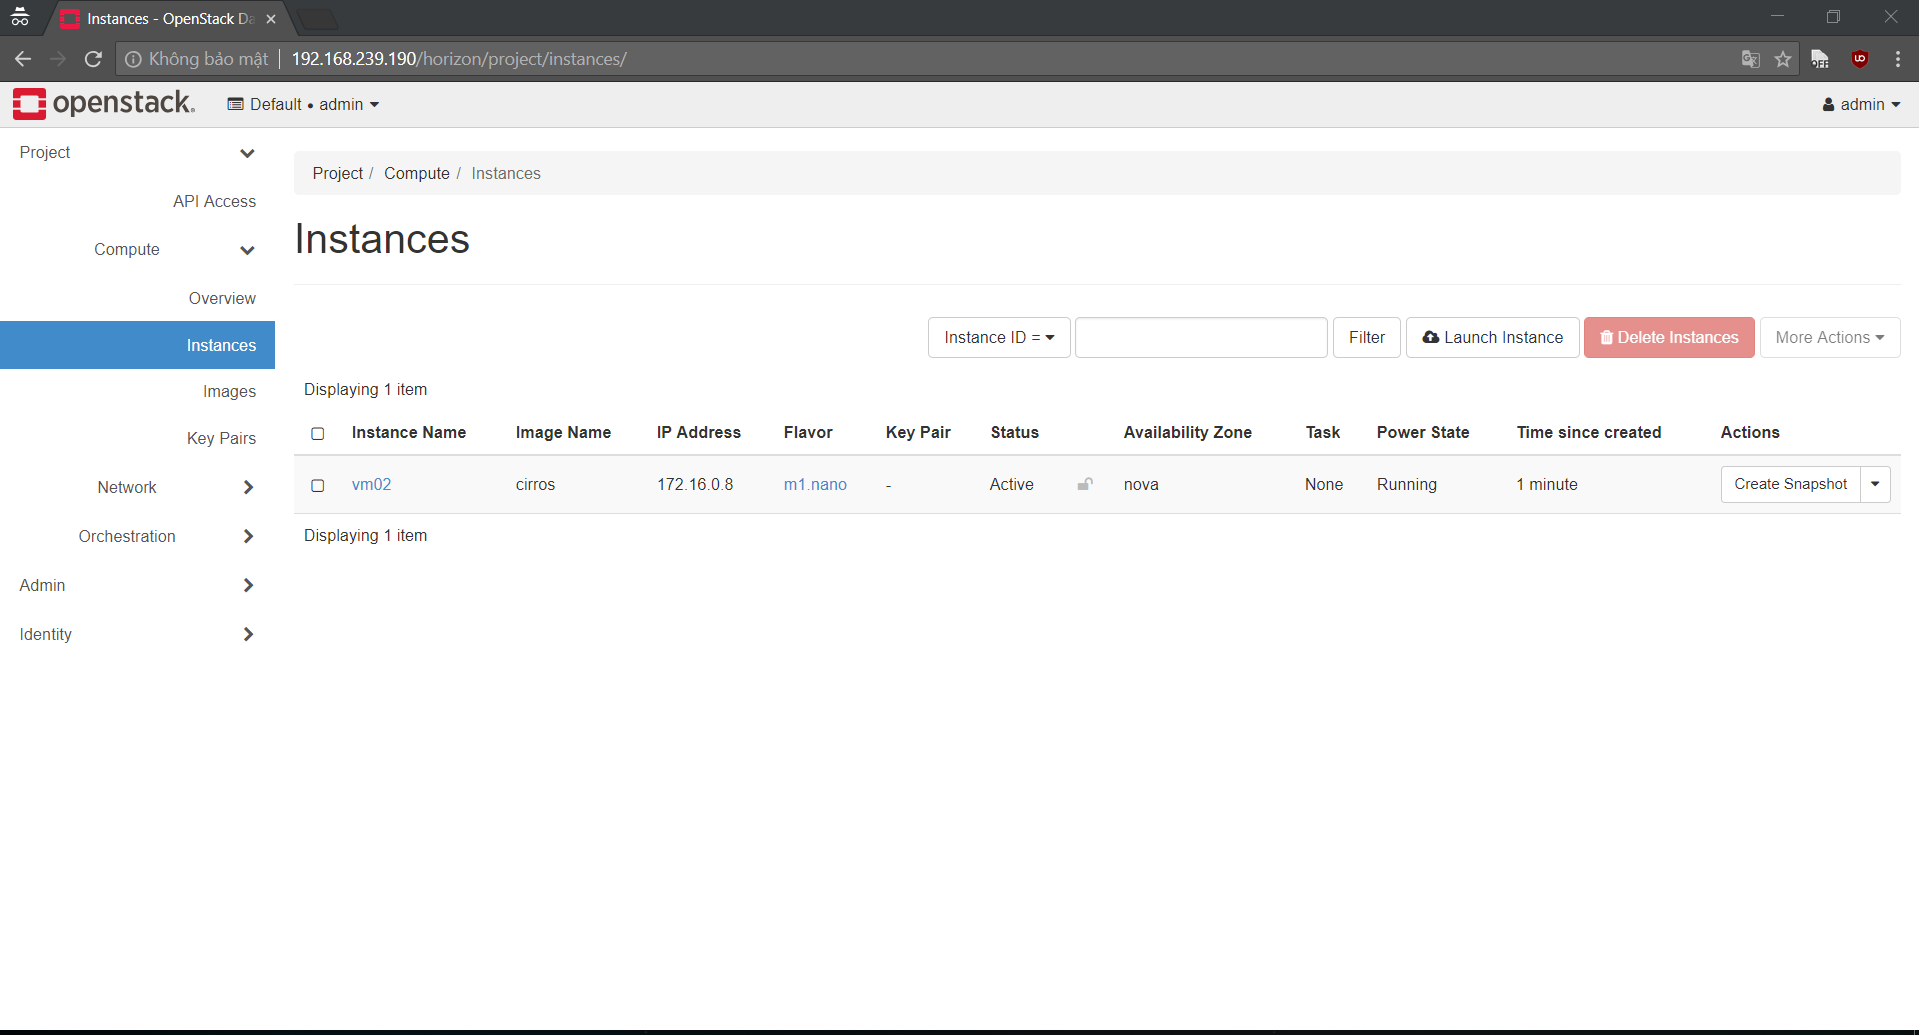 Instances - OpenStack Da
Không bảo mật 192.168.239.190/horizon/project/instances/
OFF
openstack.
Default • admin
admin
Project
API Access
Compute
Overview
Instances
Images
Key Pairs
Network
Orchestration
Admin
Identity
Project / Compute / Instances
Instances
Instance ID = Filter Launch Instance Delete Instances More Actions
Displaying 1 item
Instance Name Image Name IP Address Flavor Key Pair Status Availability Zone Task Power State Time since created Actions
vm02 cirros 172.16.0.8 m1.nano - Active nova None Running 1 minute Create Snapshot
Displaying 1 item